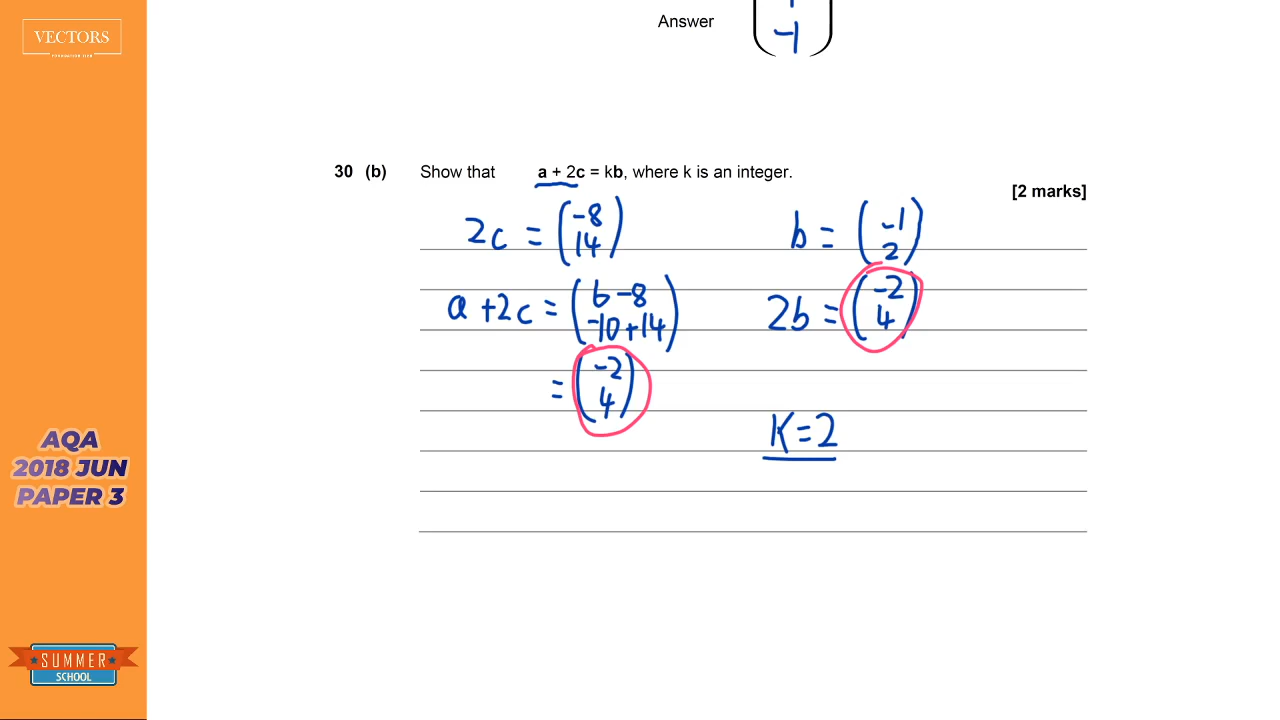 VECTORS
Answer
-1
30 (b) Show that a + 2c = kb, where k is an integer.
[2 marks]
2c = (-8
14)
b = (-1
2)
a + 2c = (6 -8
-10 + 14)
2b = (-2
4)
= (-2
4)
K = 2
AQA
2018 JUN
PAPER 3
SUMMER
SCHOOL